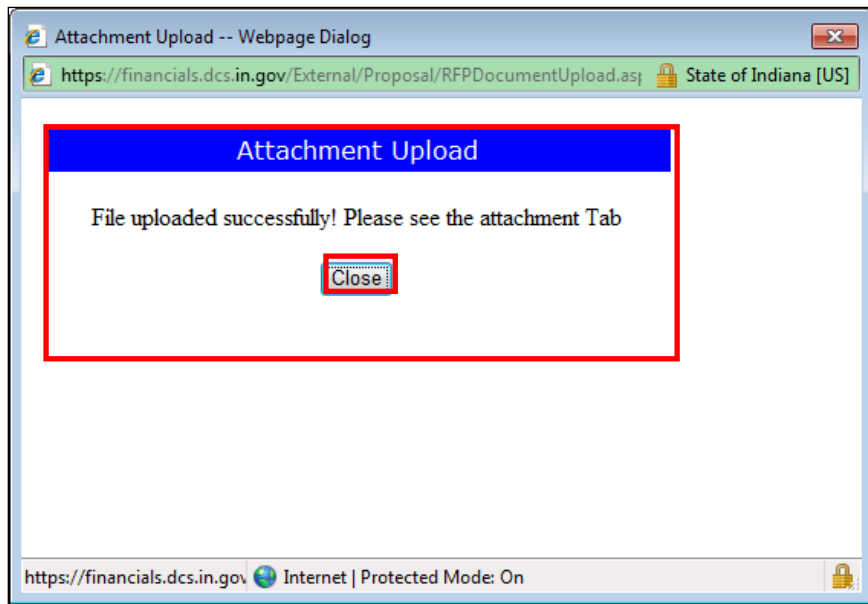 Attachment Upload -- Webpage Dialog
https://financials.dcs.in.gov/External/Proposal/RFPDocumentUpload.asp State of Indiana [US]
Attachment Upload
File uploaded successfully! Please see the attachment Tab
Close
https://financials.dcs.in.gov Internet | Protected Mode: On